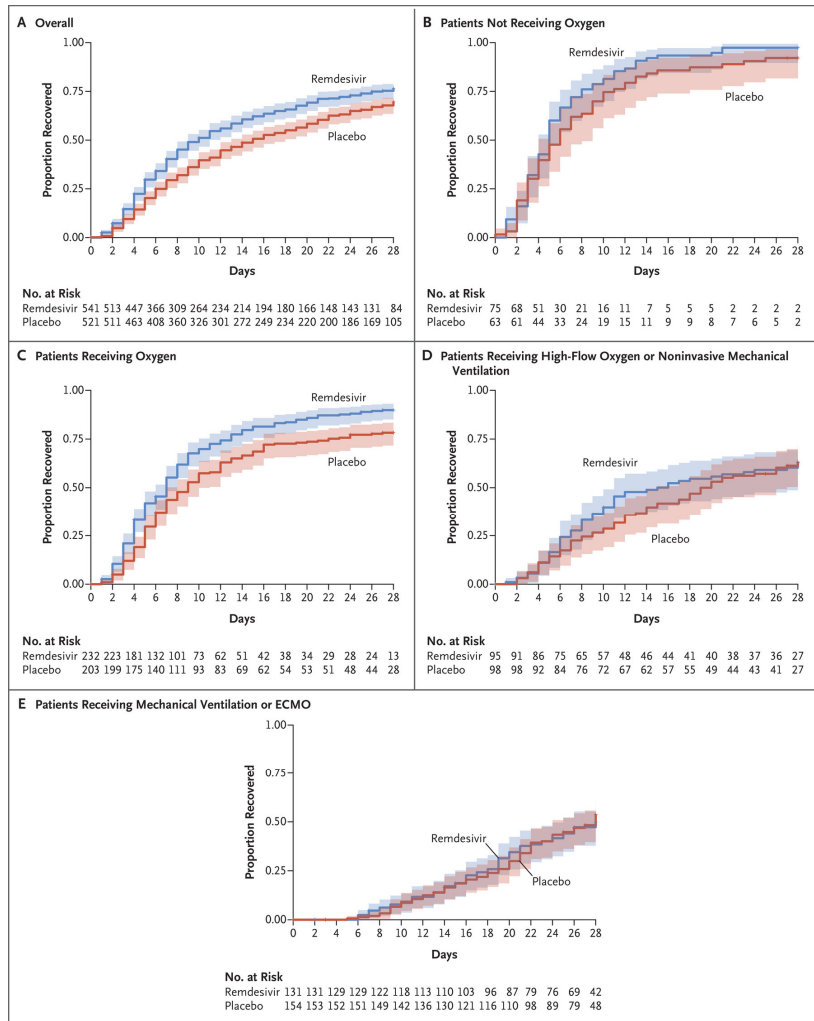 A Overall
1.00
0.75
0.50
0.25
0.00
Proportion Recovered
Remdesivir
Placebo
0 2 4 6 8 10 12 14 16 18 20 22 24 26 28
Days
No. at Risk
Remdesivir 541 513 447 366 309 264 234 214 194 180 166 148 143 131 84
Placebo 521 511 463 408 360 326 301 272 249 234 220 200 186 169 105
B Patients Not Receiving Oxygen
1.00
0.75
0.50
0.25
0.00
Proportion Recovered
Remdesivir
Placebo
0 2 4 6 8 10 12 14 16 18 20 22 24 26 28
Days
No. at Risk
Remdesivir 75 68 51 30 21 16 11 7 5 5 5 2 2 2 2
Placebo 63 61 44 33 24 19 15 11 9 9 8 7 6 5 2
C Patients Receiving Oxygen
1.00
0.75
0.50
0.25
0.00
Proportion Recovered
Remdesivir
Placebo
0 2 4 6 8 10 12 14 16 18 20 22 24 26 28
Days
No. at Risk
Remdesivir 232 223 181 132 101 73 62 51 42 38 34 29 28 24 13
Placebo 203 199 175 140 111 93 83 69 62 54 53 51 48 44 28
D Patients Receiving High-Flow Oxygen or Noninvasive Mechanical
Ventilation
1.00
0.75
0.50
0.25
0.00
Proportion Recovered
Remdesivir
Placebo
0 2 4 6 8 10 12 14 16 18 20 22 24 26 28
Days
No. at Risk
Remdesivir 95 91 86 75 65 57 48 46 44 41 40 38 37 36 27
Placebo 98 98 92 84 76 72 67 62 57 55 49 44 43 41 27
E Patients Receiving Mechanical Ventilation or ECMO
1.00
0.75
0.50
0.25
0.00
Proportion Recovered
Remdesivir
Placebo
0 2 4 6 8 10 12 14 16 18 20 22 24 26 28
Days
No. at Risk
Remdesivir 131 131 129 129 122 118 113 110 103 96 87 79 76 69 42
Placebo 154 153 152 151 149 142 136 130 121 116 110 98 89 79 48